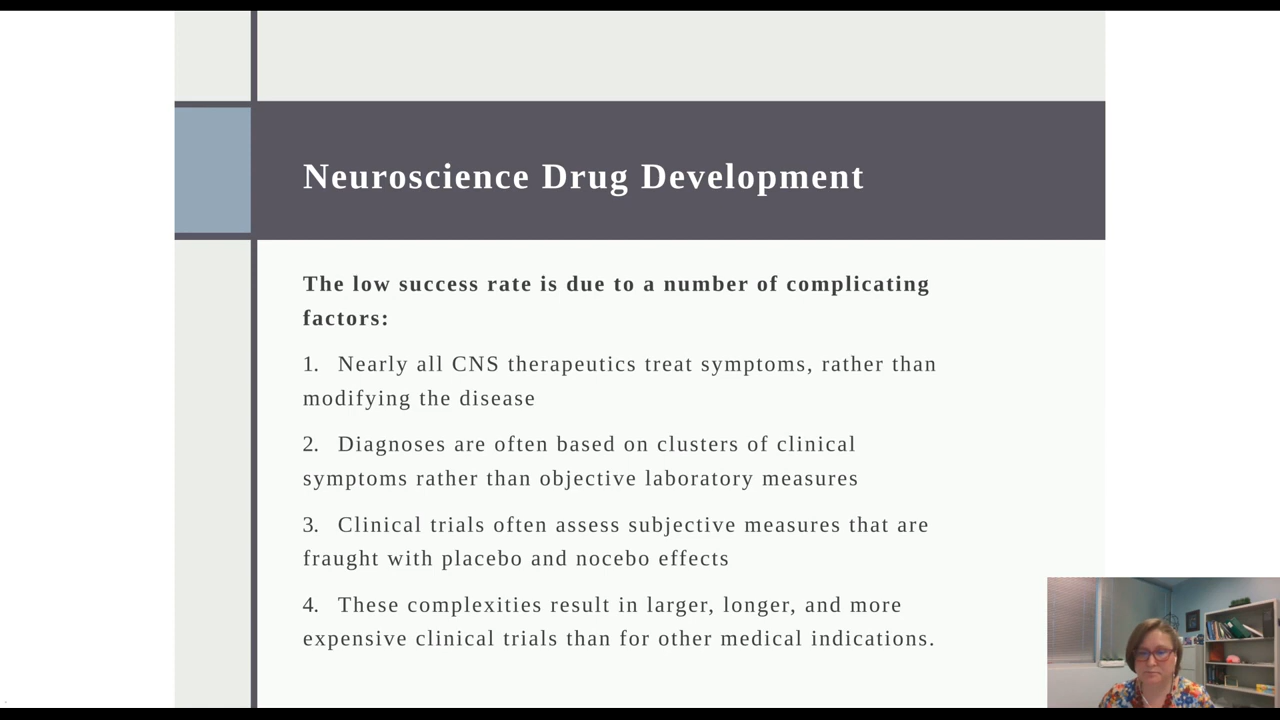 Neuroscience Drug Development
The low success rate is due to a number of complicating
factors:
1. Nearly all CNS therapeutics treat symptoms, rather than
modifying the disease
2. Diagnoses are often based on clusters of clinical
symptoms rather than objective laboratory measures
3. Clinical trials often assess subjective measures that are
fraught with placebo and nocebo effects
4. These complexities result in larger, longer, and more
expensive clinical trials than for other medical indications.